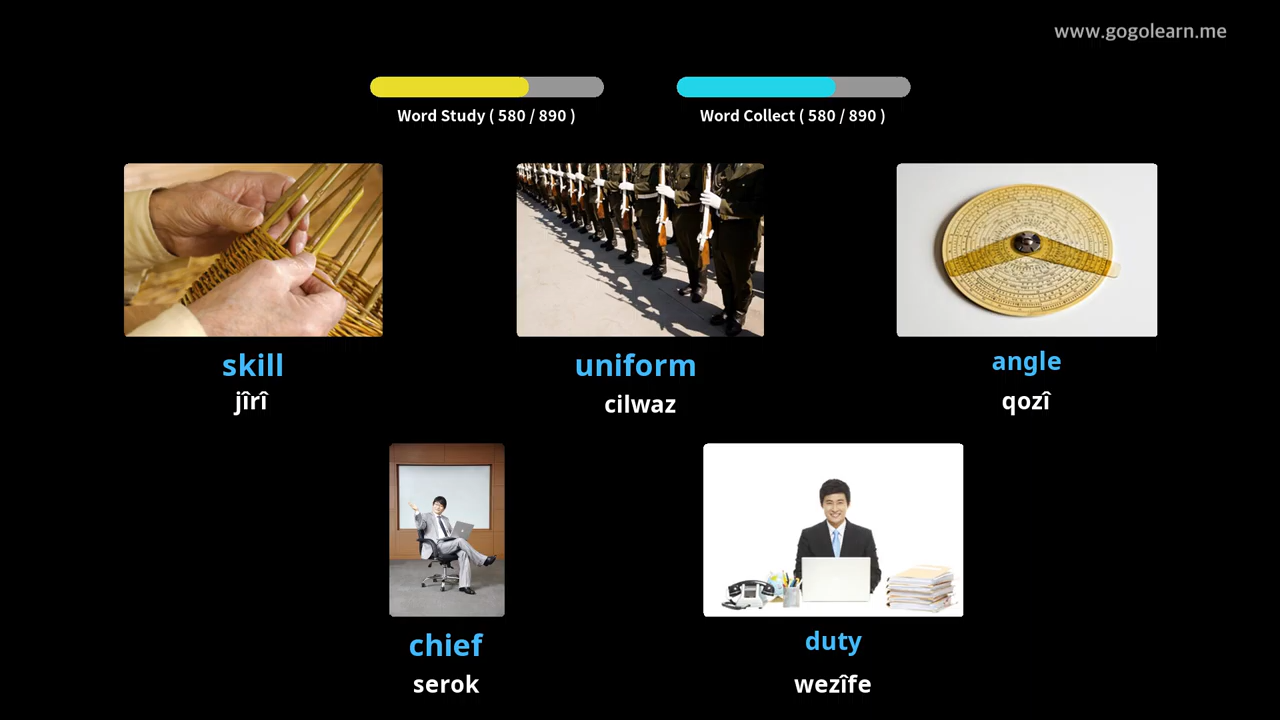 www.gogolearn.me
Word Study ( 580 / 890 )
Word Collect ( 580 / 890 )
skill
jîrî
uniform
cilwaz
angle
qozî
chief
serok
duty
wezîfe